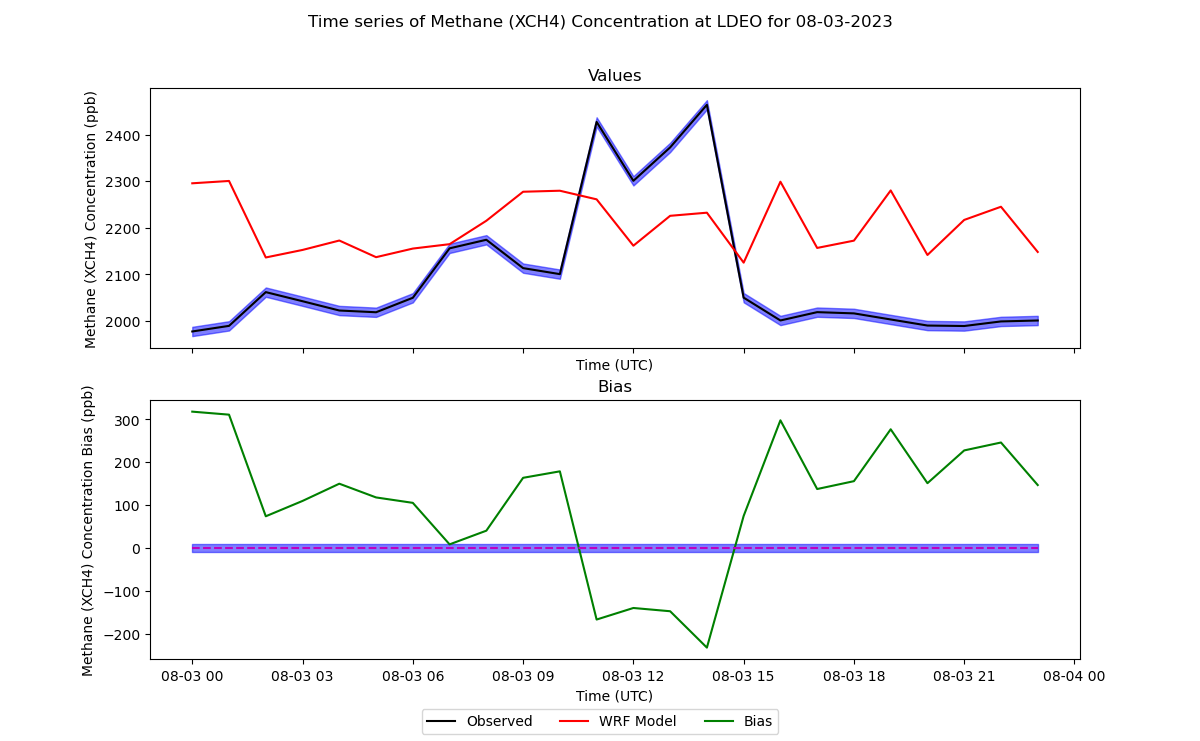 Time series of Methane (XCH4) Concentration at LDEO for 08-03-2023
Values
Methane (XCH4) Concentration (ppb)
2400
2300
2200
2100
2000
Time (UTC)
Bias
Methane (XCH4) Concentration Bias (ppb)
300
200
100
0
−100
−200
08-03 00 08-03 03 08-03 06 08-03 09 08-03 12 08-03 15 08-03 18 08-03 21 08-04 00
Time (UTC)
Observed WRF Model Bias